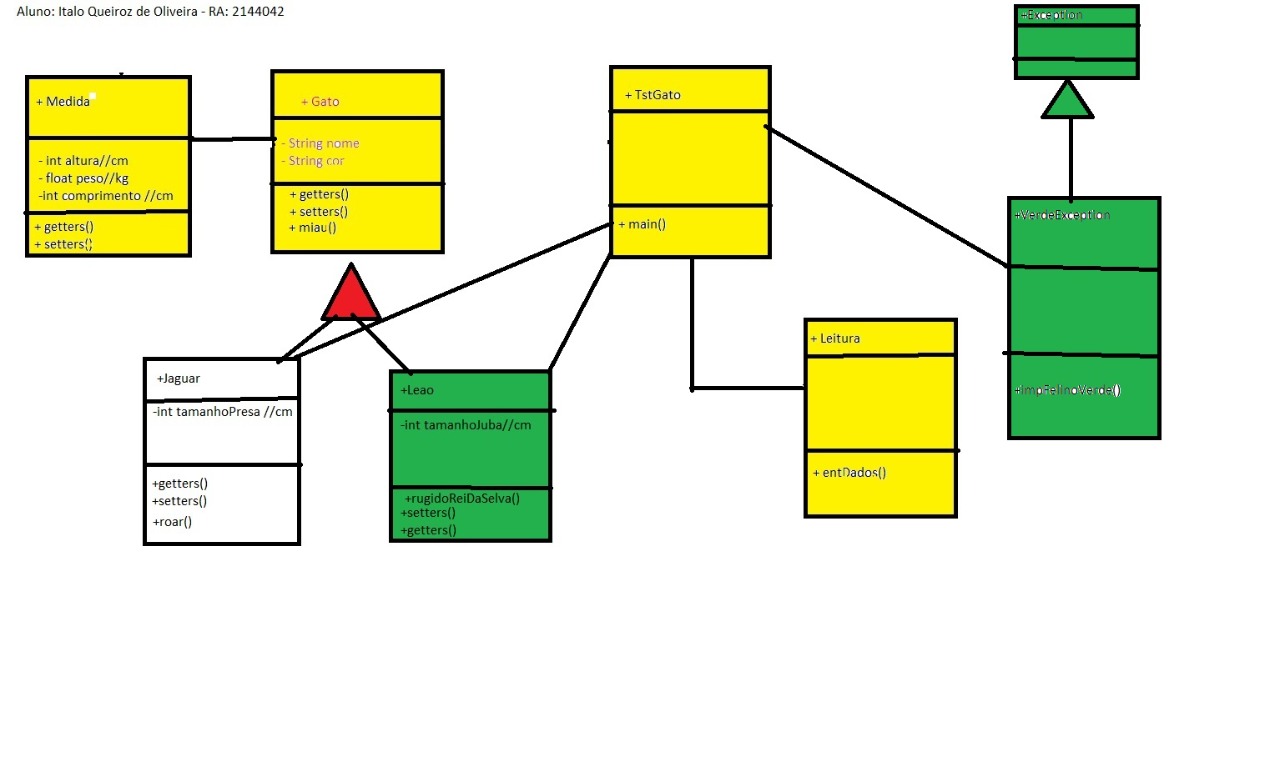 Aluno: Italo Queiroz de Oliveira - RA: 2144042
+ Medida
- int altura//cm
- float peso//kg
-int comprimento //cm
+ getters()
+ setters()
+ Gato
- String nome
- String cor
+ getters()
+ setters()
+ miau()
+ TstGato
+ main()
+Exception
+VerdeException
+impFelinoVerde()
+Jaguar
-int tamanhoPresa //cm
+getters()
+setters()
+roar()
+Leao
-int tamanhoJuba//cm
+rugidoReiDaSelva()
+setters()
+getters()
+ Leitura
+ entDados()